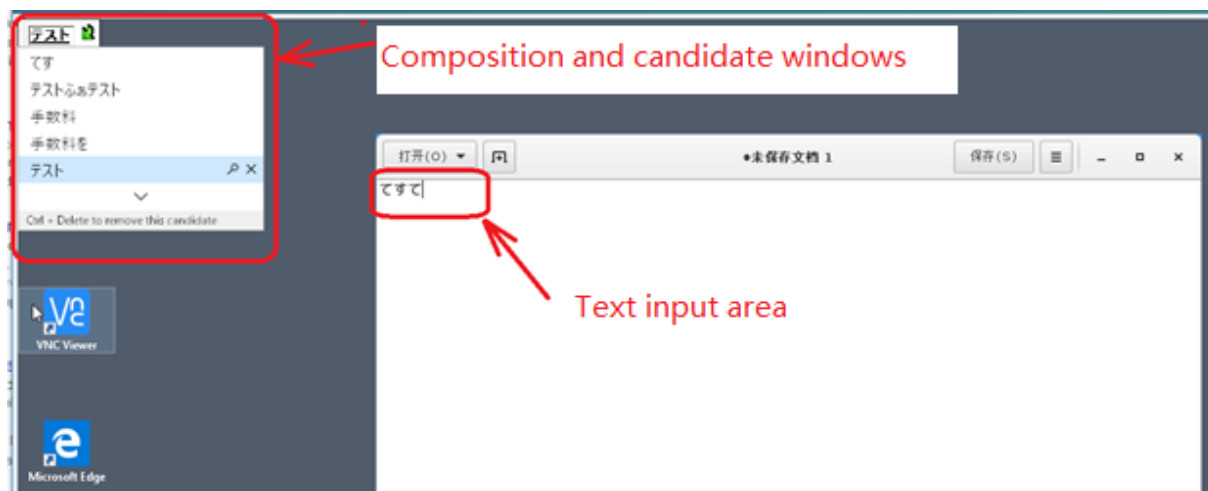 テスト
てす
テストふぁテスト
手数料
手数料を
テスト
Ctrl + Delete to remove this candidate
Composition and candidate windows
打开(O)
•未保存文档 1
保存(S)
てすて
Text input area
VNC Viewer
Microsoft Edge